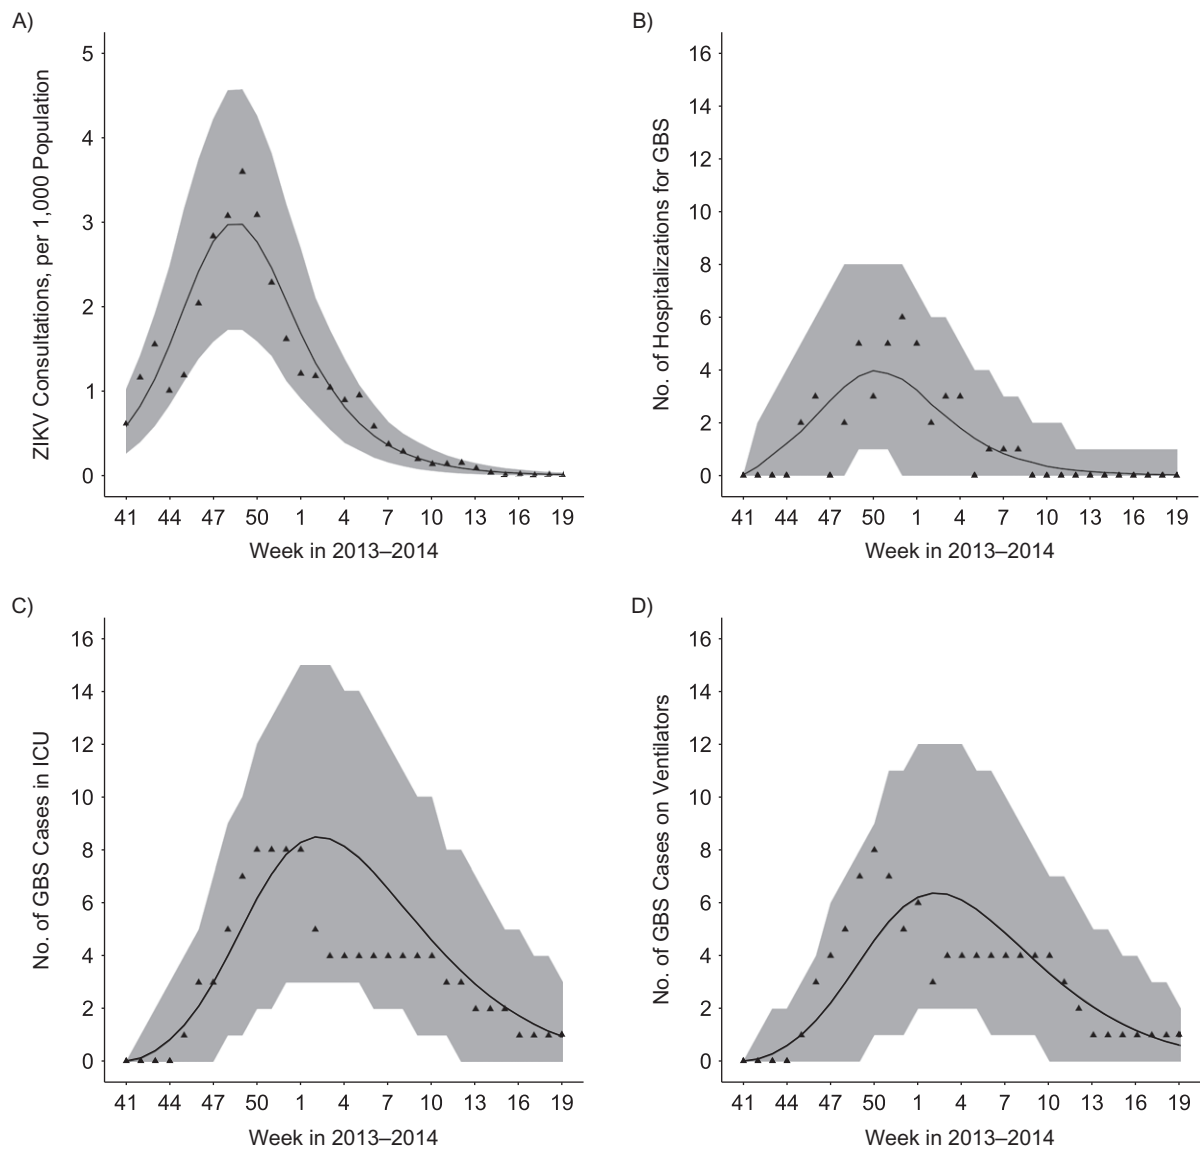 A)
ZIKV Consultations, per 1,000 Population
5
4
3
2
1
0
41 44 47 50 1 4 7 10 13 16 19
Week in 2013–2014
B)
No. of Hospitalizations for GBS
16
14
12
10
8
6
4
2
0
41 44 47 50 1 4 7 10 13 16 19
Week in 2013–2014
C)
No. of GBS Cases in ICU
16
14
12
10
8
6
4
2
0
41 44 47 50 1 4 7 10 13 16 19
Week in 2013–2014
D)
No. of GBS Cases on Ventilators
16
14
12
10
8
6
4
2
0
41 44 47 50 1 4 7 10 13 16 19
Week in 2013–2014